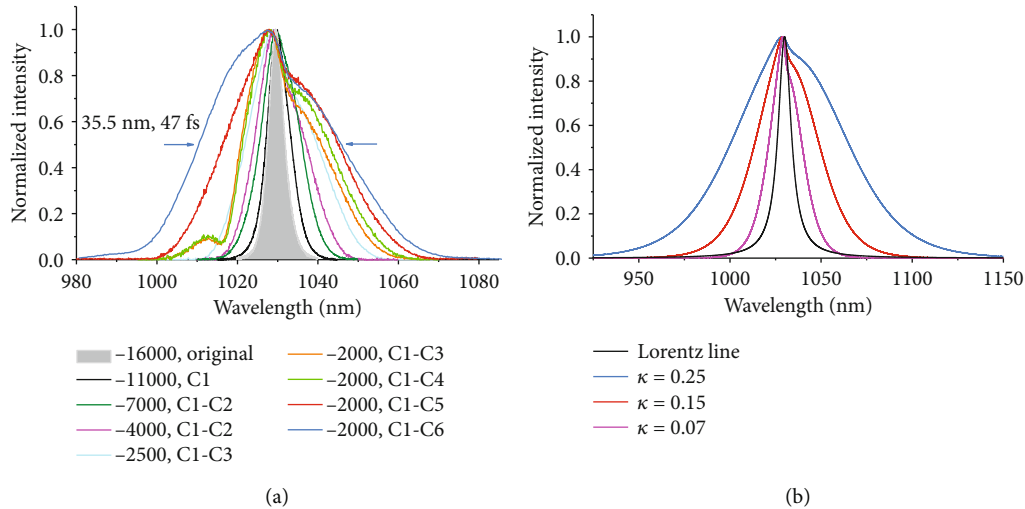 1.0
0.8
0.6
0.4
0.2
0.0
Normalized intensity
35.5 nm, 47 fs
980 1000 1020 1040 1060 1080
Wavelength (nm)
–16000, original
–11000, C1
–7000, C1-C2
–4000, C1-C2
–2500, C1-C3
–2000, C1-C3
–2000, C1-C4
–2000, C1-C5
–2000, C1-C6
(a)
1.0
0.8
0.6
0.4
0.2
0.0
Normalized intensity
950 1000 1050 1100 1150
Wavelength (nm)
Lorentz line
κ = 0.25
κ = 0.15
κ = 0.07
(b)